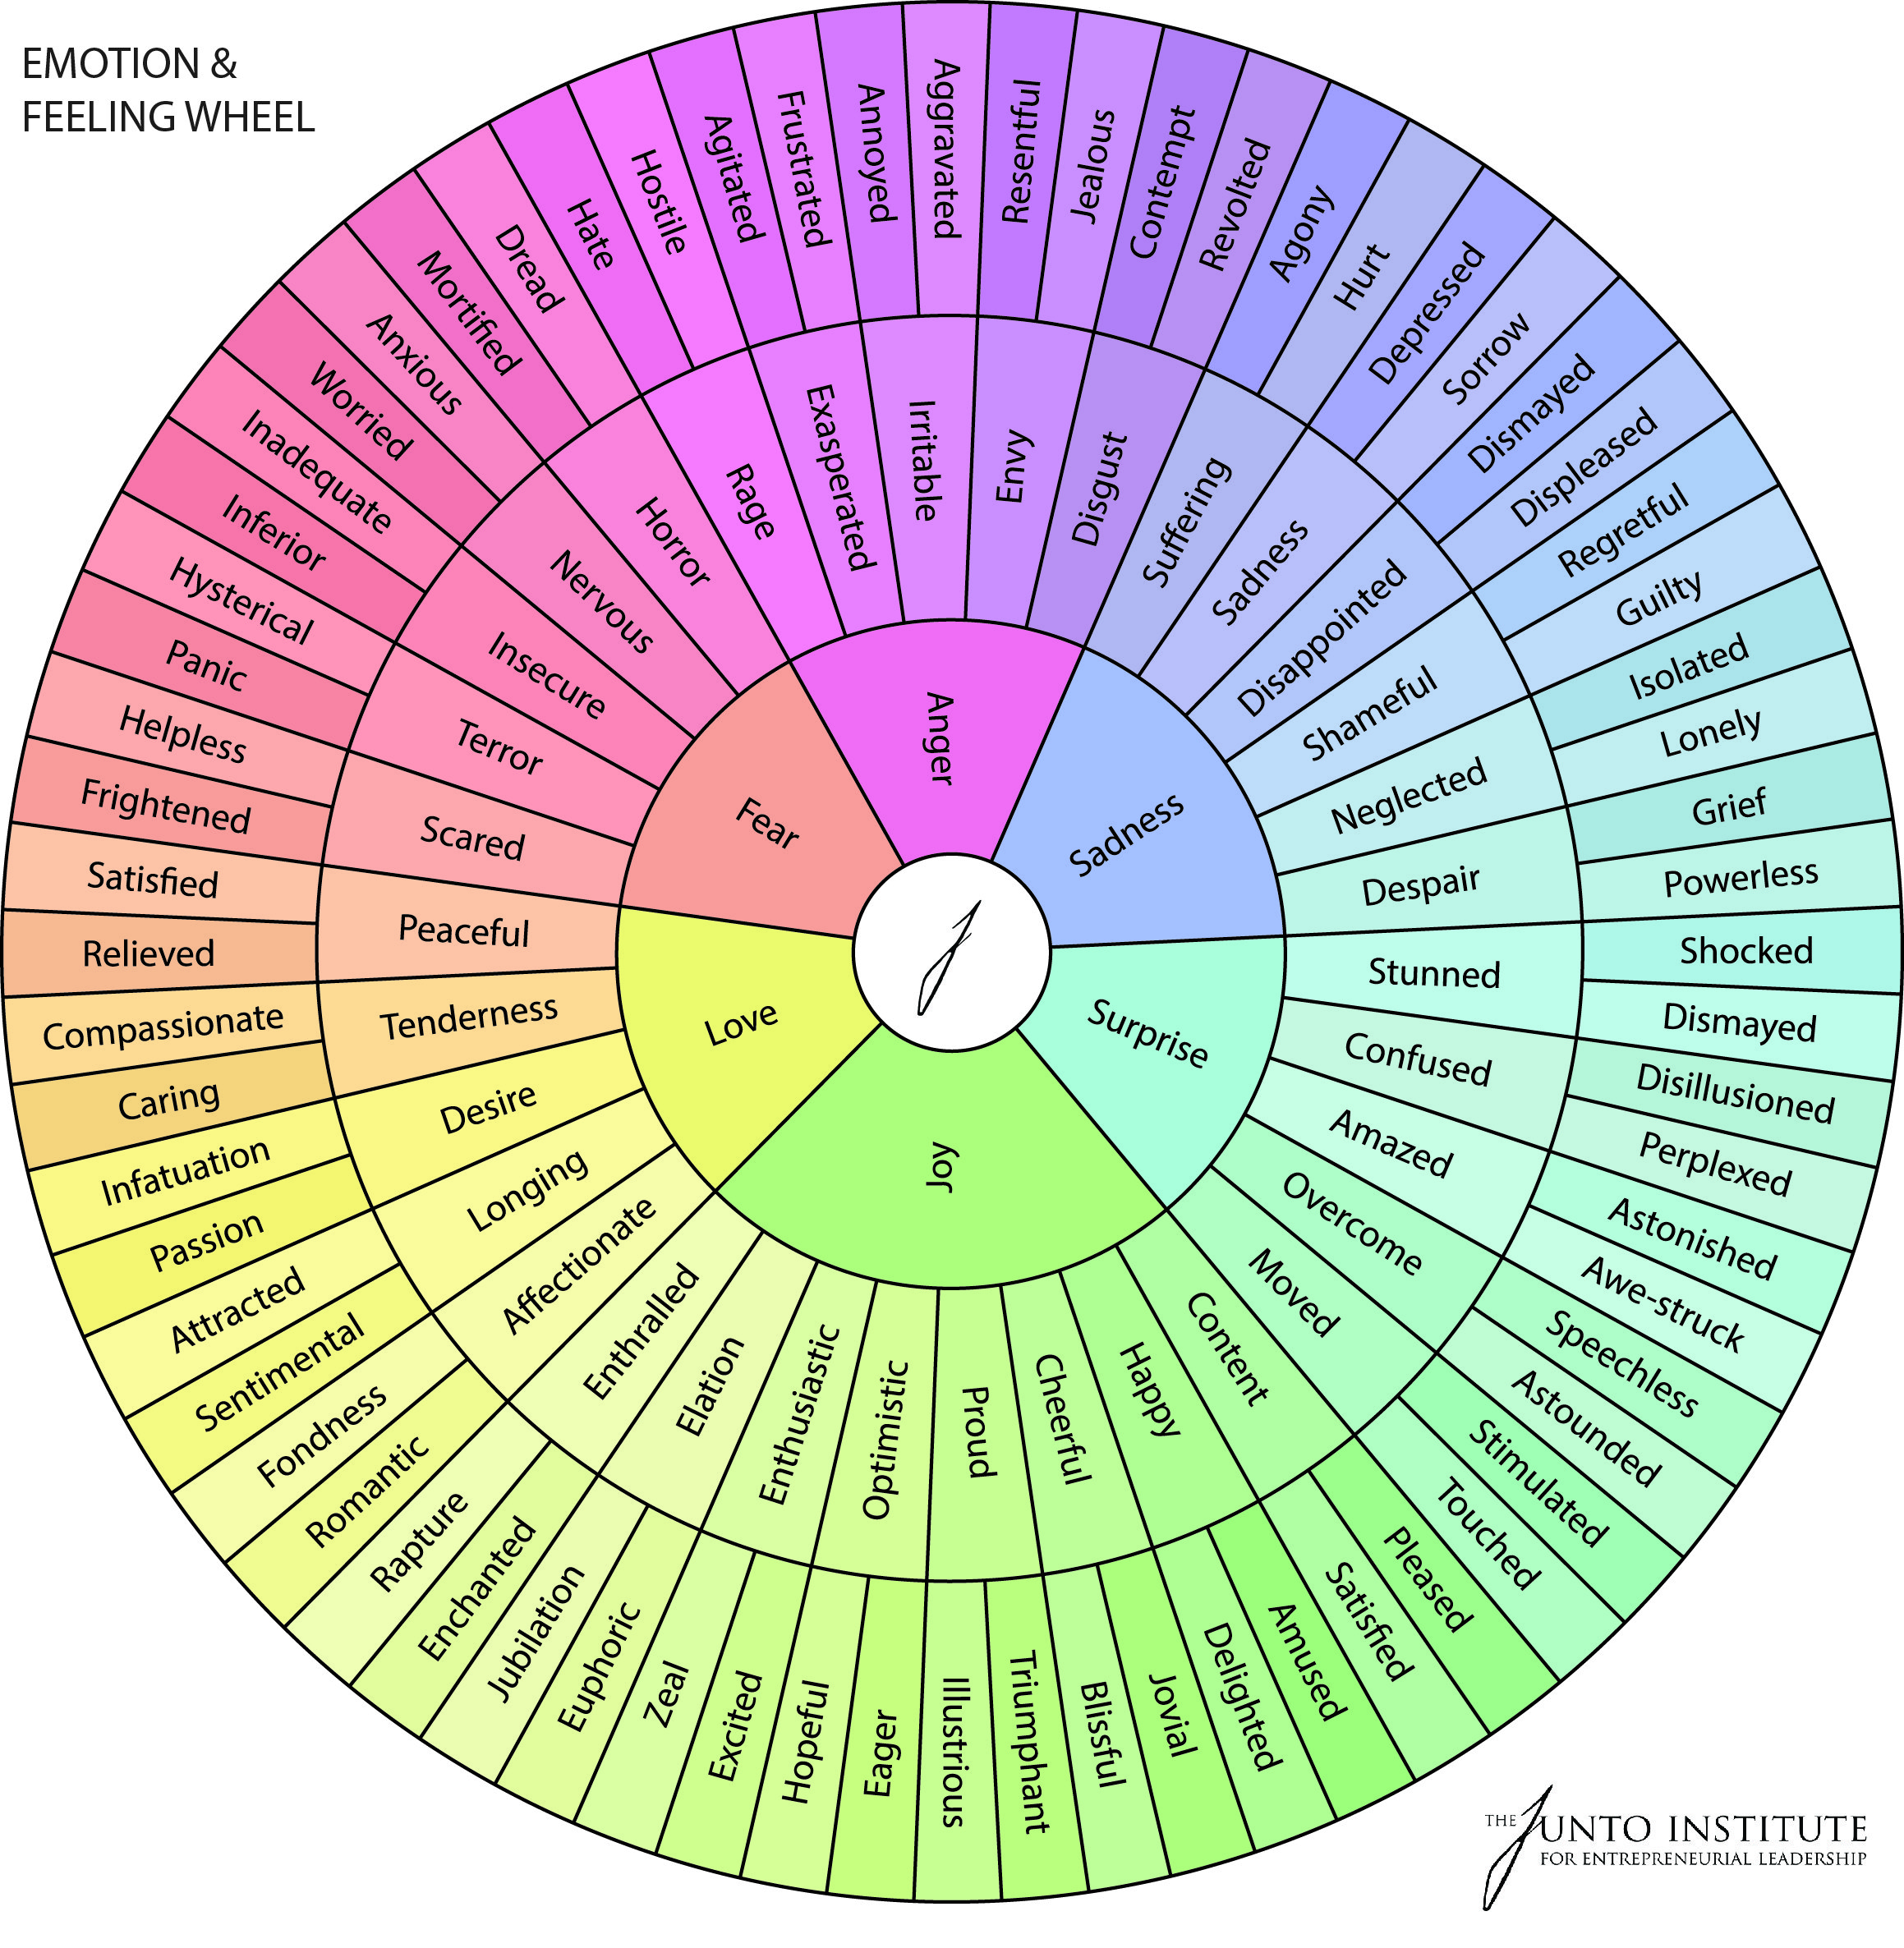 EMOTION &
FEELING WHEEL
Anger
Sadness
Surprise
Joy
Love
Fear
Rage
Exasperated
Irritable
Envy
Disgust
Suffering
Sadness
Disappointed
Shameful
Neglected
Despair
Stunned
Confused
Amazed
Overcome
Moved
Content
Happy
Cheerful
Proud
Optimistic
Enthusiastic
Elation
Enthralled
Affectionate
Longing
Desire
Tenderness
Peaceful
Scared
Terror
Insecure
Nervous
Horror
Hate
Hostile
Agitated
Frustrated
Annoyed
Aggravated
Resentful
Jealous
Contempt
Revolted
Agony
Hurt
Depressed
Sorrow
Dismayed
Displeased
Regretful
Guilty
Isolated
Lonely
Grief
Powerless
Shocked
Dismayed
Disillusioned
Perplexed
Astonished
Awe-struck
Speechless
Astounded
Stimulated
Touched
Pleased
Satisfied
Amused
Delighted
Jovial
Blissful
Triumphant
Illustrious
Eager
Hopeful
Excited
Zeal
Euphoric
Jubilation
Enchanted
Rapture
Romantic
Fondness
Sentimental
Attracted
Passion
Infatuation
Caring
Compassionate
Relieved
Satisfied
Frightened
Helpless
Panic
Hysterical
Inferior
Inadequate
Worried
Anxious
Mortified
Dread
THE JUNTO INSTITUTE
FOR ENTREPRENEURIAL LEADERSHIP